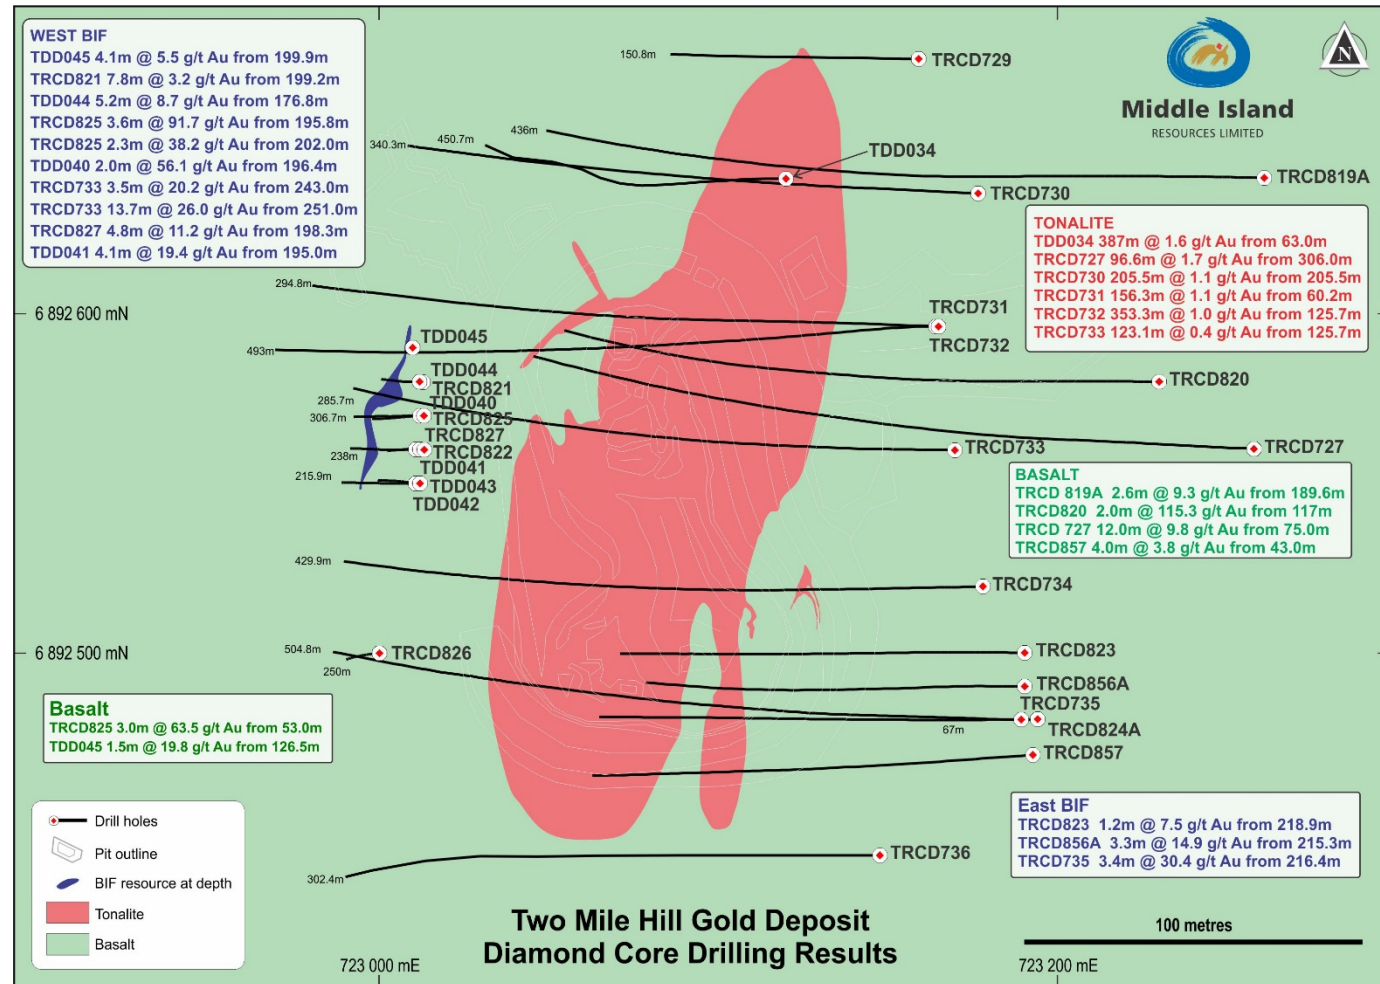 WEST BIF
TDD045 4.1m @ 5.5 g/t Au from 199.9m
TRCD821 7.8m @ 3.2 g/t Au from 199.2m
TDD044 5.2m @ 8.7 g/t Au from 176.8m
TRCD825 3.6m @ 91.7 g/t Au from 195.8m
TRCD825 2.3m @ 38.2 g/t Au from 202.0m
TDD040 2.0m @ 56.1 g/t Au from 196.4m
TRCD733 3.5m @ 20.2 g/t Au from 243.0m
TRCD733 13.7m @ 26.0 g/t Au from 251.0m
TRCD827 4.8m @ 11.2 g/t Au from 198.3m
TDD041 4.1m @ 19.4 g/t Au from 195.0m
150.8m
TRCD729
Middle Island
RESOURCES LIMITED
N
436m
450.7m
340.3m
TDD034
TRCD819A
TRCD730
TONALITE
TDD034 387m @ 1.6 g/t Au from 63.0m
TRCD727 96.6m @ 1.7 g/t Au from 306.0m
TRCD730 205.5m @ 1.1 g/t Au from 205.5m
TRCD731 156.3m @ 1.1 g/t Au from 60.2m
TRCD732 353.3m @ 1.0 g/t Au from 125.7m
TRCD733 123.1m @ 0.4 g/t Au from 125.7m
294.8m
6 892 600 mN
TRCD731
TRCD732
493m
TDD045
TDD044
TRCD821
TRCD820
285.7m
TDD040
306.7m
TRCD825
TRCD827
238m
TRCD822
TRCD733
TRCD727
TDD041
215.9m
TDD043
TDD042
BASALT
TRCD 819A 2.6m @ 9.3 g/t Au from 189.6m
TRCD820 2.0m @ 115.3 g/t Au from 117m
TRCD 727 12.0m @ 9.8 g/t Au from 75.0m
TRCD857 4.0m @ 3.8 g/t Au from 43.0m
429.9m
TRCD734
6 892 500 mN
504.8m
TRCD826
250m
TRCD823
TRCD856A
TRCD735
67m
TRCD824A
TRCD857
Basalt
TRCD825 3.0m @ 63.5 g/t Au from 53.0m
TDD045 1.5m @ 19.8 g/t Au from 126.5m
East BIF
TRCD823 1.2m @ 7.5 g/t Au from 218.9m
TRCD856A 3.3m @ 14.9 g/t Au from 215.3m
TRCD735 3.4m @ 30.4 g/t Au from 216.4m
TRCD736
302.4m
Drill holes
Pit outline
BIF resource at depth
Tonalite
Basalt
Two Mile Hill Gold Deposit
Diamond Core Drilling Results
100 metres
723 000 mE
723 200 mE